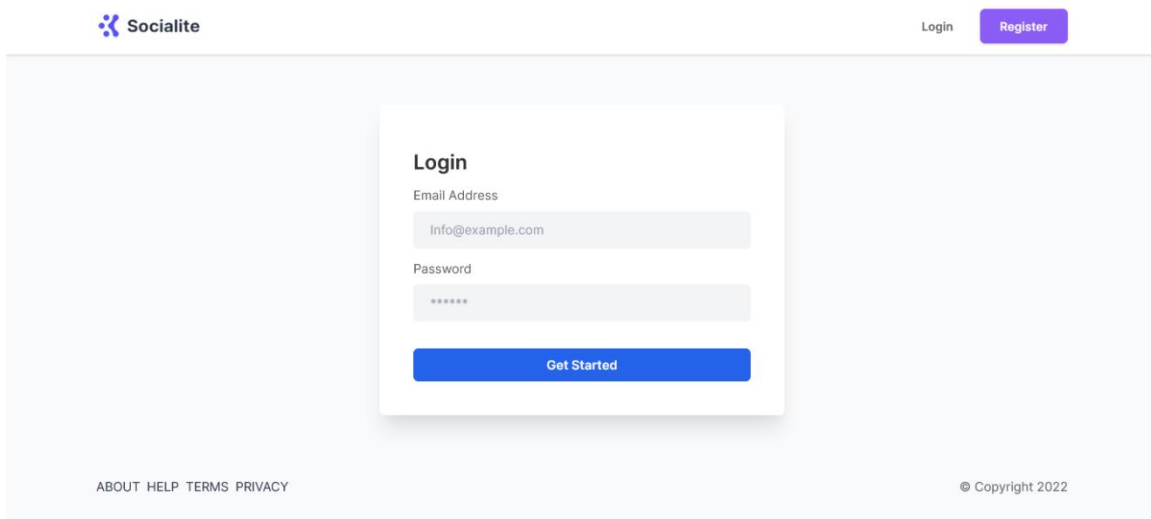 Socialite
Login Register
Login
Email Address
Info@example.com
Password
******
Get Started
ABOUT HELP TERMS PRIVACY © Copyright 2022